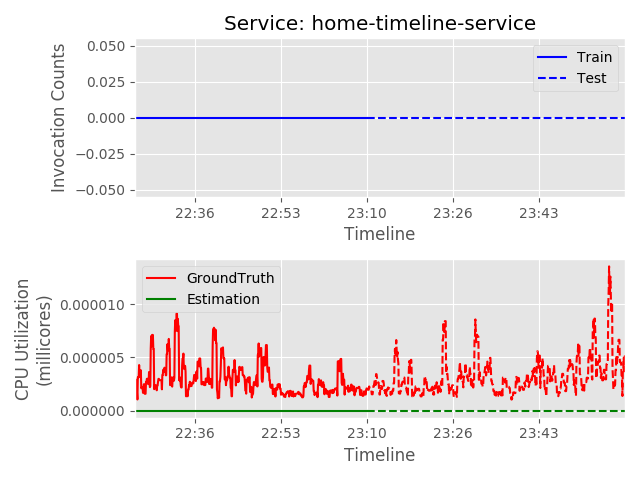 Service: home-timeline-service
Invocation Counts
0.050
0.025
0.000
−0.025
−0.050
Train
Test
22:36 22:53 23:10 23:26 23:43
Timeline
CPU Utilization
(millicores)
0.000010
0.000005
0.000000
GroundTruth
Estimation
22:36 22:53 23:10 23:26 23:43
Timeline